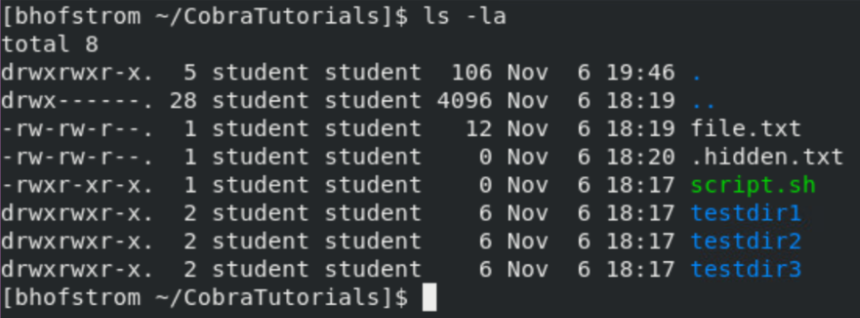 [bhofstrom ~/CobraTutorials]$ ls -la
total 8
drwxrwxr-x.  5 student student  106 Nov  6 19:46 .
drwx------. 28 student student 4096 Nov  6 18:19 ..
-rw-rw-r--.  1 student student   12 Nov  6 18:19 file.txt
-rw-rw-r--.  1 student student    0 Nov  6 18:20 .hidden.txt
-rwxr-xr-x.  1 student student    0 Nov  6 18:17 script.sh
drwxrwxr-x.  2 student student    6 Nov  6 18:17 testdir1
drwxrwxr-x.  2 student student    6 Nov  6 18:17 testdir2
drwxrwxr-x.  2 student student    6 Nov  6 18:17 testdir3
[bhofstrom ~/CobraTutorials]$